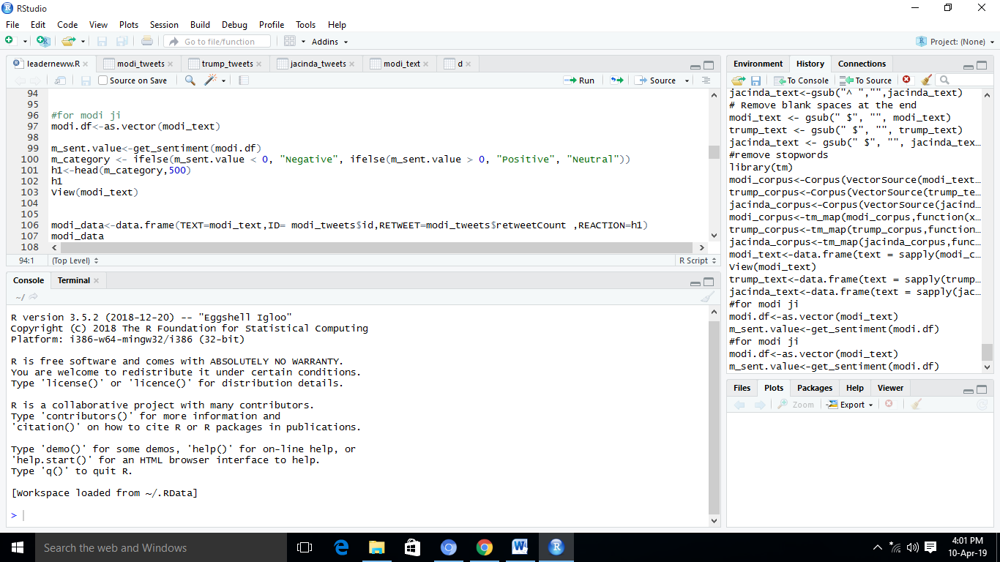 RStudio
File Edit Code View Plots Session Build Debug Profile Tools Help
Go to file/function Addins Project: (None)
leaderneww.R modi_tweets trump_tweets jacinda_tweets modi_text d
Source on Save Run Source
94
95
96 #for modi ji
97 modi.df<-as.vector(modi_text)
98
99 m_sent.value<-get_sentiment(modi.df)
100 m_category <- ifelse(m_sent.value < 0, "Negative", ifelse(m_sent.value > 0, "Positive", "Neutral"))
101 h1<-head(m_category,500)
102 h1
103 View(modi_text)
104
105
106 modi_data<-data.frame(TEXT=modi_text,ID= modi_tweets$id,RETWEET=modi_tweets$retweetCount ,REACTION=h1)
107 modi_data
108
94:1 (Top Level) R Script
Console Terminal
~/
R version 3.5.2 (2018-12-20) -- "Eggshell Igloo"
Copyright (C) 2018 The R Foundation for Statistical Computing
Platform: i386-w64-mingw32/i386 (32-bit)
R is free software and comes with ABSOLUTELY NO WARRANTY.
You are welcome to redistribute it under certain conditions.
Type 'license()' or 'licence()' for distribution details.
R is a collaborative project with many contributors.
Type 'contributors()' for more information and
'citation()' on how to cite R or R packages in publications.
Type 'demo()' for some demos, 'help()' for on-line help, or
'help.start()' for an HTML browser interface to help.
Type 'q()' to quit R.
[Workspace loaded from ~/.RData]
>
Environment History Connections
To Console To Source
jacinda_text<-gsub("^ ","",jacinda_text)
# Remove blank spaces at the end
modi_text <- gsub(" $", "", modi_text)
trump_text <- gsub(" $", "", trump_text)
jacinda_text <- gsub(" $", "", jacinda_tex…
#remove stopwords
library(tm)
modi_corpus<-Corpus(VectorSource(modi_text…
trump_corpus<-Corpus(VectorSource(trump_te…
jacinda_corpus<-Corpus(VectorSource(jacind…
modi_corpus<-tm_map(modi_corpus,function(x…
trump_corpus<-tm_map(trump_corpus,function…
jacinda_corpus<-tm_map(jacinda_corpus,func…
modi_text<-data.frame(text = sapply(modi_c…
View(modi_text)
trump_text<-data.frame(text = sapply(trump…
jacinda_text<-data.frame(text = sapply(jac…
#for modi ji
modi.df<-as.vector(modi_text)
m_sent.value<-get_sentiment(modi.df)
#for modi ji
modi.df<-as.vector(modi_text)
m_sent.value<-get_sentiment(modi.df)
Files Plots Packages Help Viewer
Zoom Export
Search the web and Windows
4:01 PM
10-Apr-19